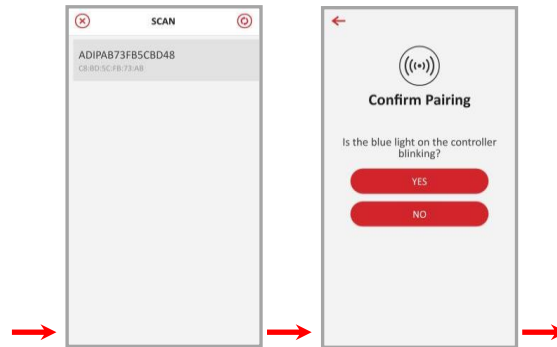 SCAN
ADIPAB73FB5CBD48
C8:BD:5C:FB:73:AB
Confirm Pairing
Is the blue light on the controller
blinking?
YES
NO